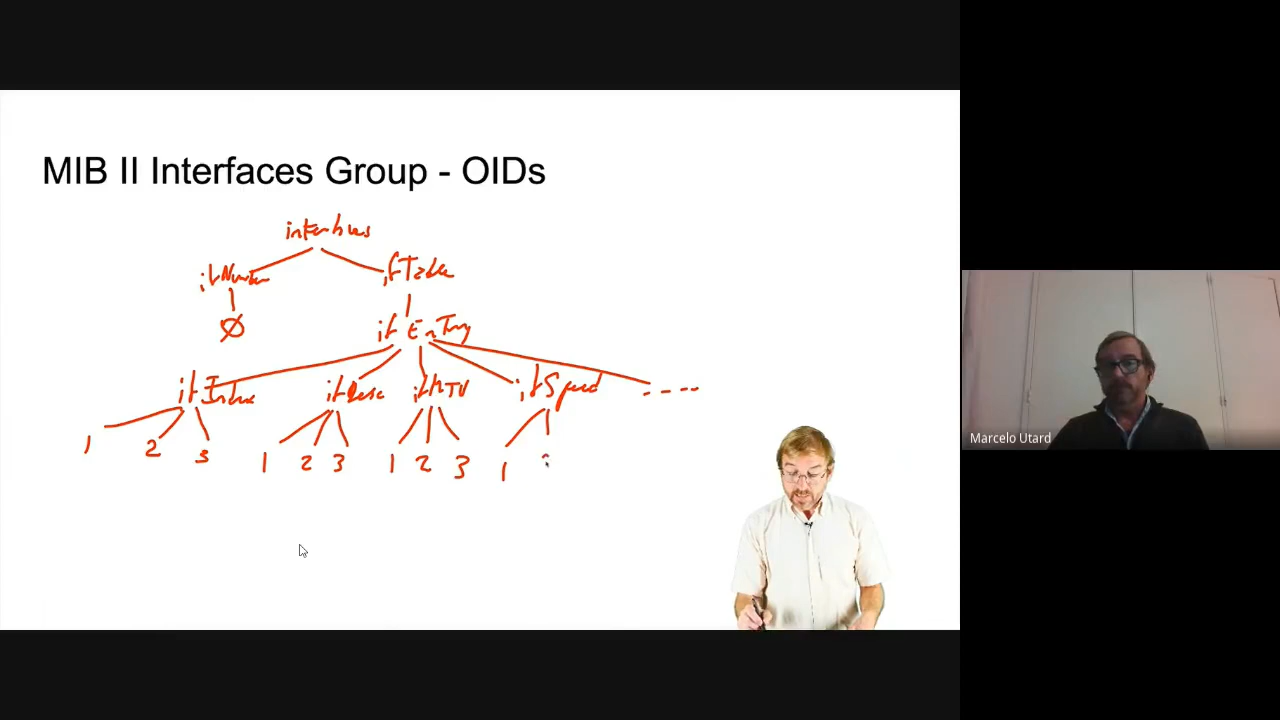 MIB II Interfaces Group - OIDs
ifNumber ifTable
Ø
ifEntry
ifIndex ifDesc ifMTU ifSpeed ----
1 2 3 1 2 3 1 2 3 1
Marcelo Utard